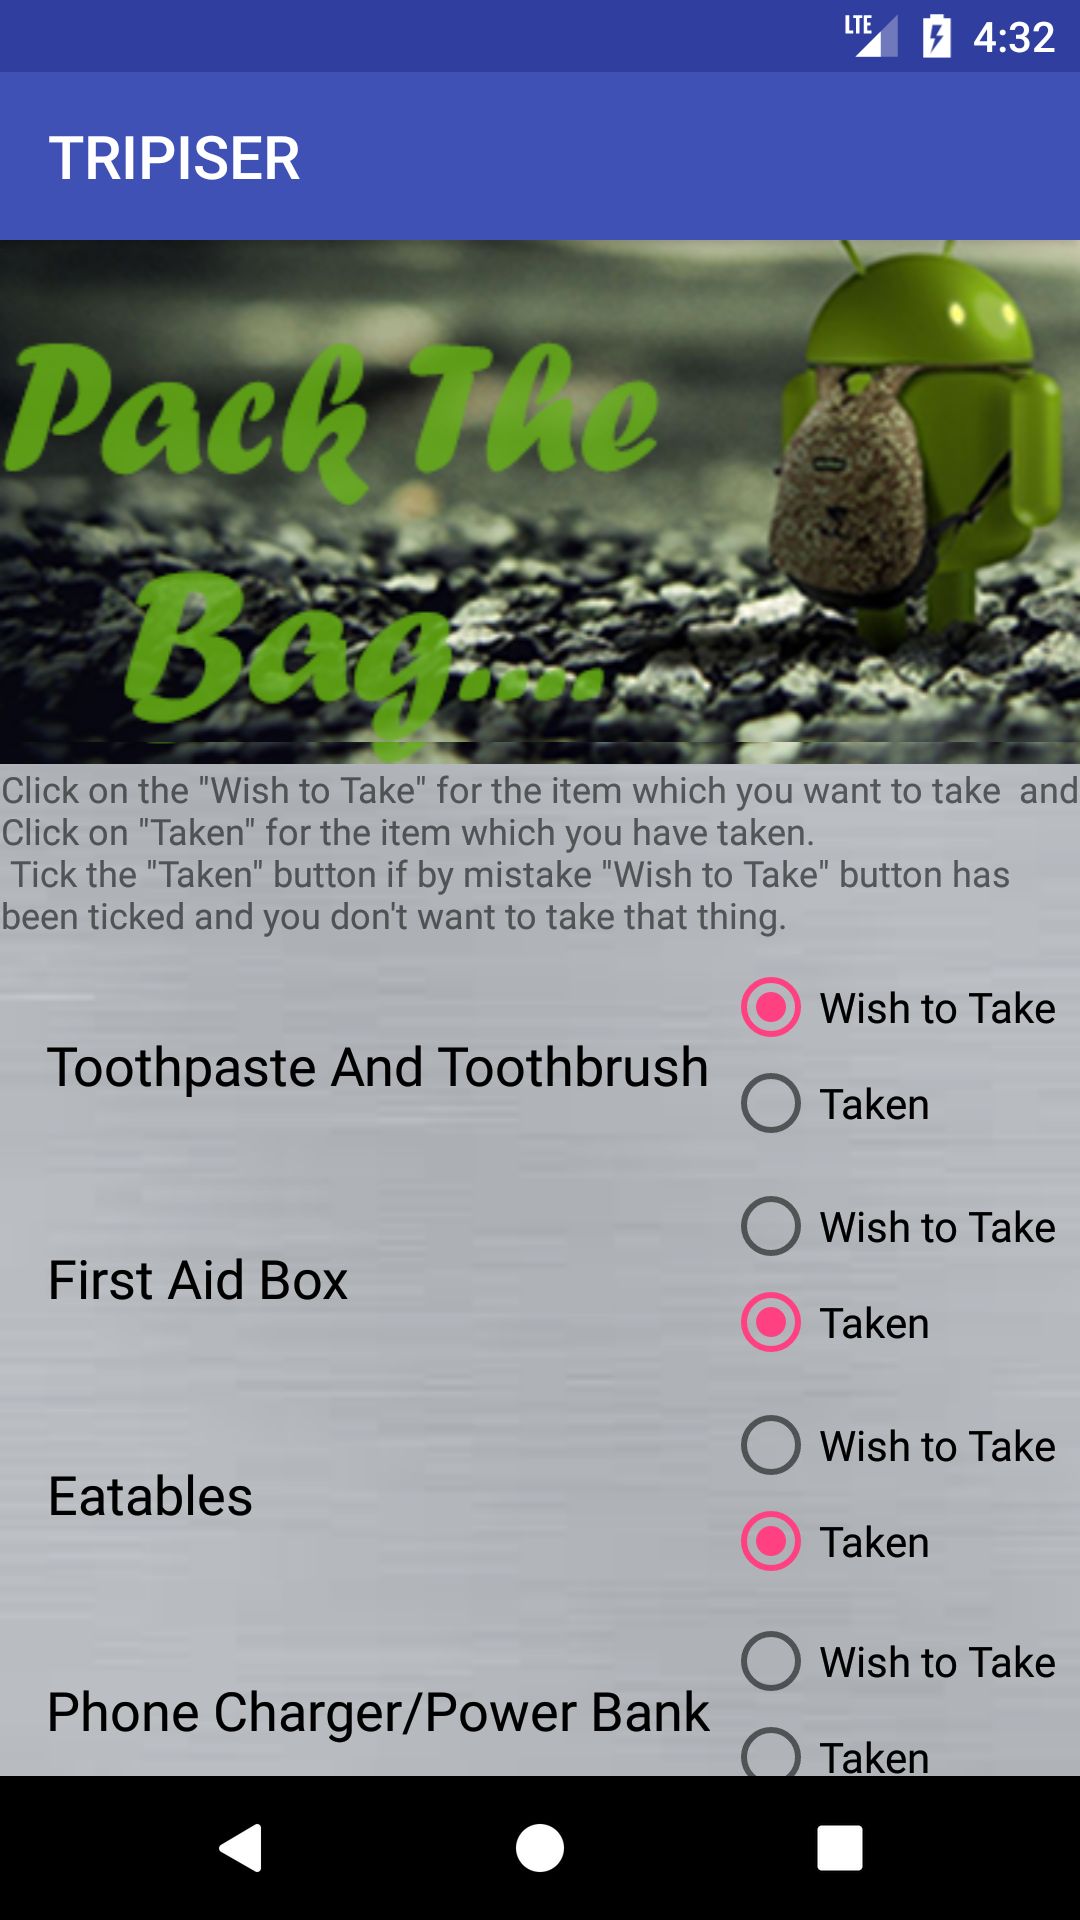 LTE 4:32
TRIPISER
Pack The
Bag....
Click on the "Wish to Take" for the item which you want to take  and
Click on "Taken" for the item which you have taken.
Tick the "Taken" button if by mistake "Wish to Take" button has
been ticked and you don't want to take that thing.
Wish to Take
Toothpaste And Toothbrush
Taken
Wish to Take
First Aid Box
Taken
Wish to Take
Eatables
Taken
Wish to Take
Phone Charger/Power Bank
Taken